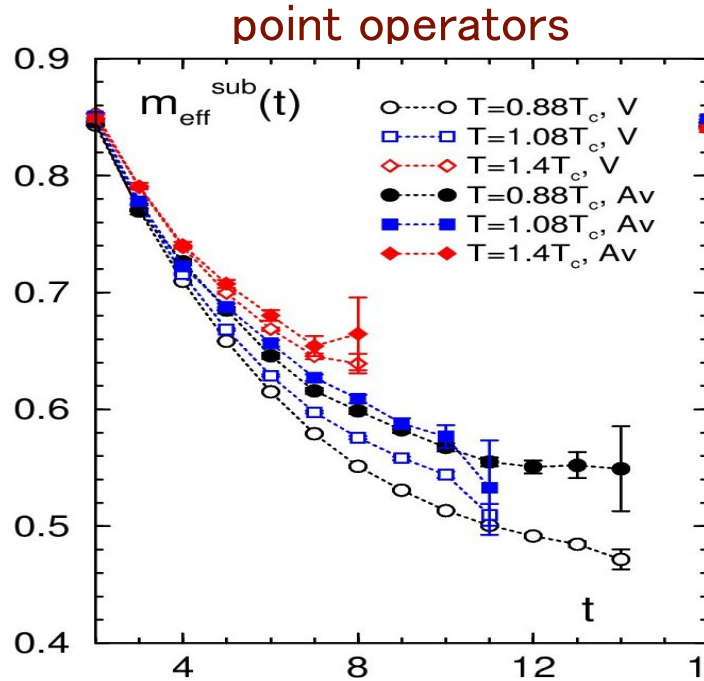 point operators
0.9
m_eff^sub(t)
T=0.88T_c, V
T=1.08T_c, V
T=1.4T_c, V
0.8
T=0.88T_c, Av
T=1.08T_c, Av
T=1.4T_c, Av
0.7
0.6
0.5
t
0.4
4 8 12 1